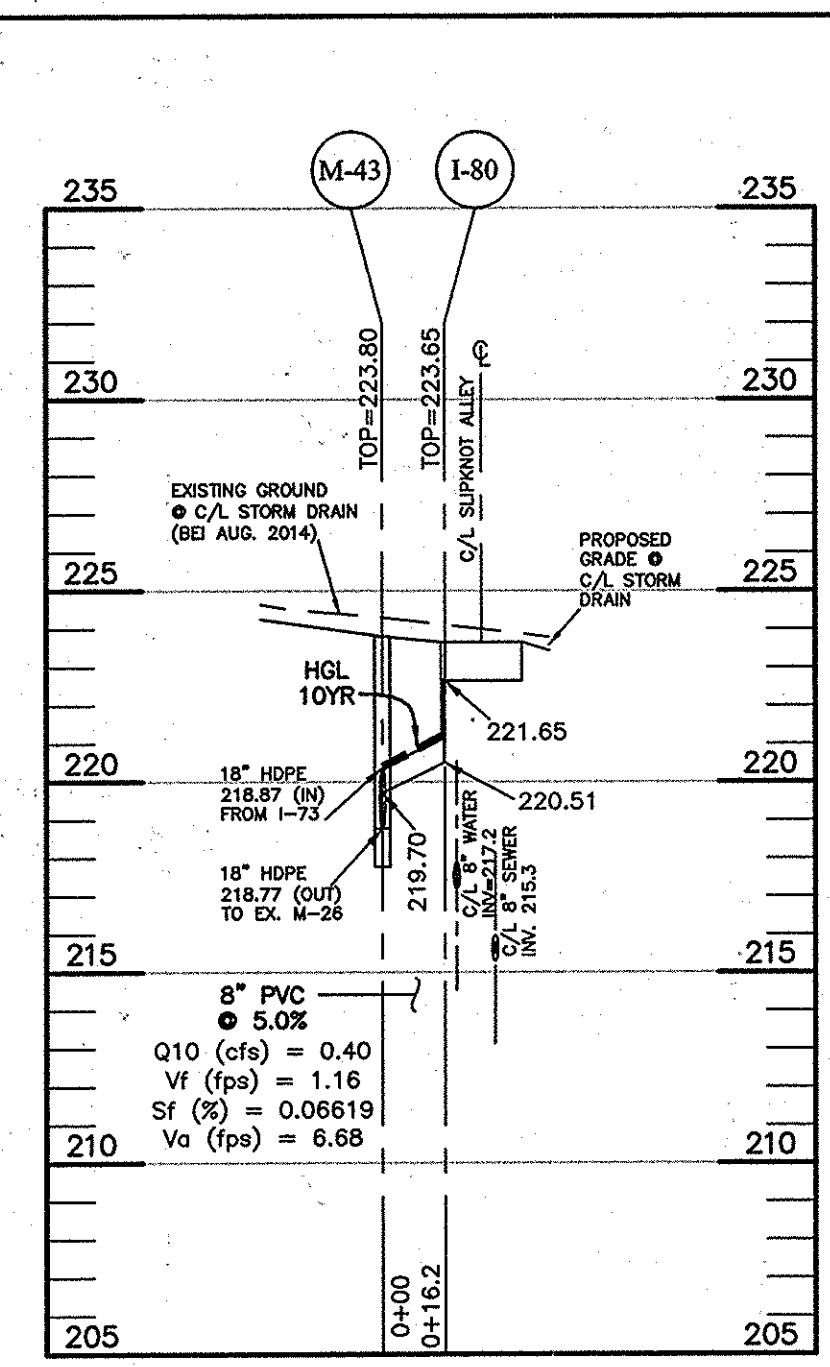 M-43 I-80
235 235
TOP=223.80
TOP=223.65
C/L SLIPKNOT ALLEY
230 230
EXISTING GROUND
@ C/L STORM DRAIN
(BEI AUG. 2014)
PROPOSED
GRADE @
C/L STORM
DRAIN
225 225
HGL
10YR
221.65
220 220
18" HDPE
218.87 (IN)
FROM I-73
220.51
219.70
18" HDPE
218.77 (OUT)
TO EX. M-26
C/L 8" WATER
INV=217.2
C/L 8" SEWER
INV. 215.3
215 215
8" PVC
@ 5.0%
Q10 (cfs) = 0.40
Vf (fps) = 1.16
Sf (%) = 0.06619
Va (fps) = 6.68
210 210
0+00
0+16.2
205 205